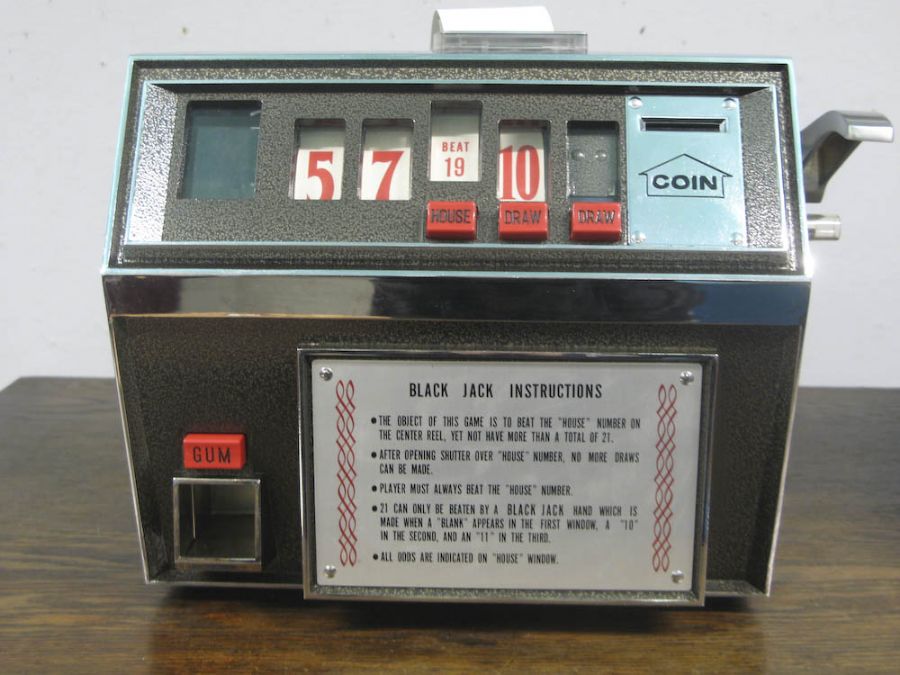 5 7 BEAT 19 10
COIN
HOUSE DRAW DRAW
BLACK JACK INSTRUCTIONS
● THE OBJECT OF THIS GAME IS TO BEAT THE "HOUSE" NUMBER ON
THE CENTER REEL, YET NOT HAVE MORE THAN A TOTAL OF 21.
● AFTER OPENING SHUTTER OVER "HOUSE" NUMBER, NO MORE DRAWS
CAN BE MADE.
● PLAYER MUST ALWAYS BEAT THE "HOUSE" NUMBER.
● 21 CAN ONLY BE BEATEN BY A BLACK JACK HAND WHICH IS
MADE WHEN A "BLANK" APPEARS IN THE FIRST WINDOW, A "10"
IN THE SECOND, AND AN "11" IN THE THIRD.
● ALL ODDS ARE INDICATED ON "HOUSE" WINDOW.
GUM